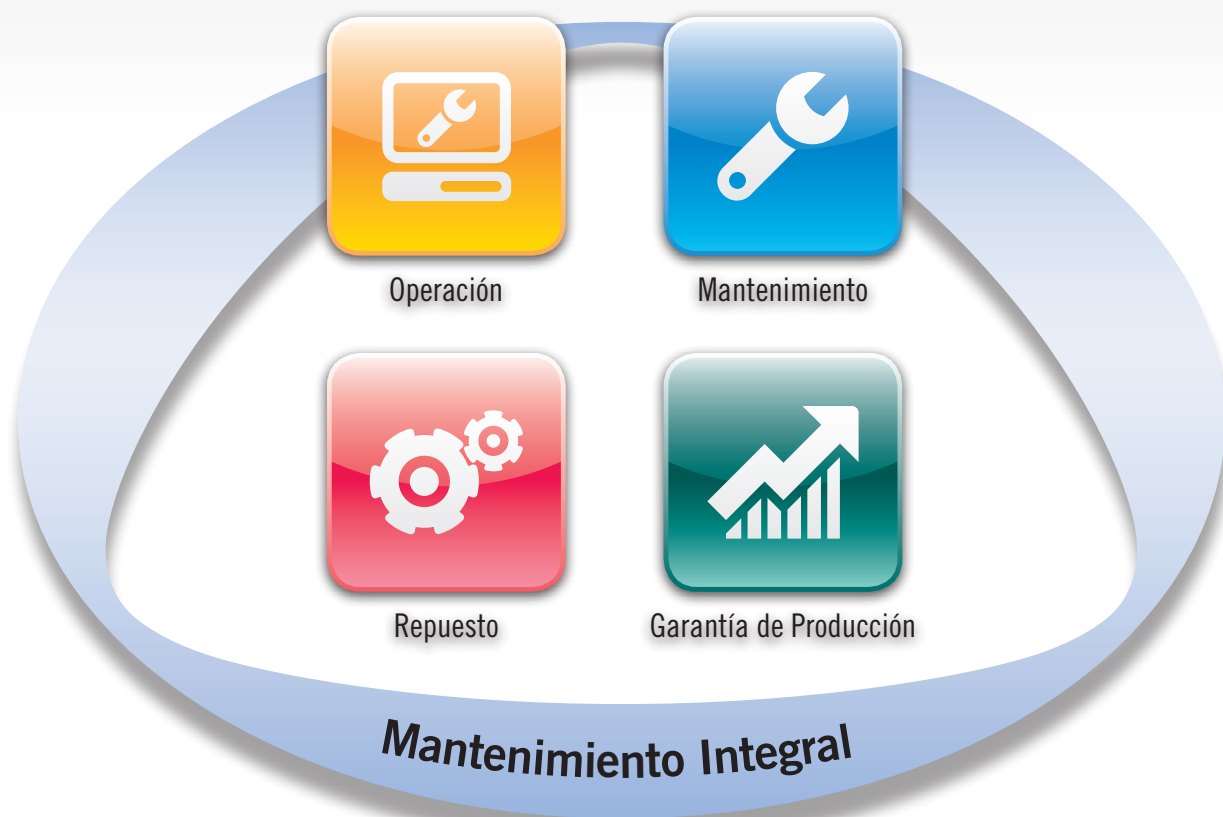 Operación
Mantenimiento
Repuesto
Garantía de Producción
Mantenimiento Integral